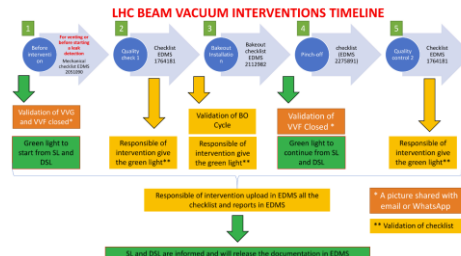 LHC BEAM VACUUM INTERVENTIONS TIMELINE
1
Before
interventi
on
For venting or
before starting
a leak
detection
Mechanical
checklist EDMS
2
Quality
check 1
Checklist
EDMS
1764181
3
Bakeout
Installatio
n
Bakeout
checklist
EDMS
2112982
4
Pinch-off
checklist
(EDMS
2275891)
5
Quality
control 2
Checklist
EDMS
1764181
Validation of VVG
and VVF closed*
Green light to
start from SL and
DSL
Responsible of
intervention give
the green light**
Validation of BO
Cycle
Responsible of
intervention give
the green light**
Validation of
VVF Closed *
Green light to
continue from SL
and DSL
Responsible of
intervention give
the green light**
Responsible of intervention upload in EDMS all the
checklist and reports in EDMS
* A picture shared with
email or WhatsApp
** Validation of checklist
SL and DSL are informed and will release the documentation in EDMS